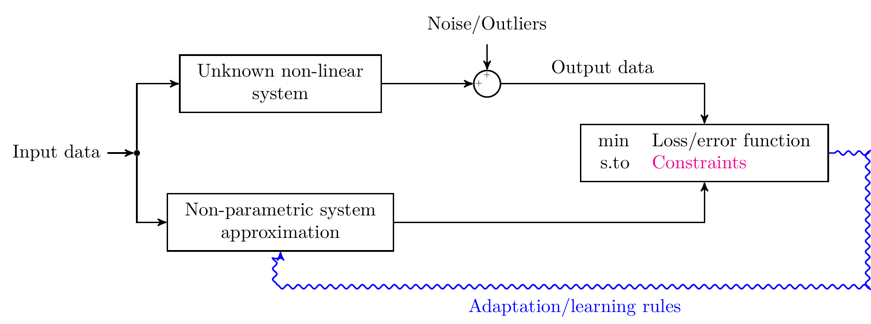 Noise/Outliers
Unknown non-linear
system
+
+
Output data
min Loss/error function
s.to Constraints
Input data
Non-parametric system
approximation
Adaptation/learning rules